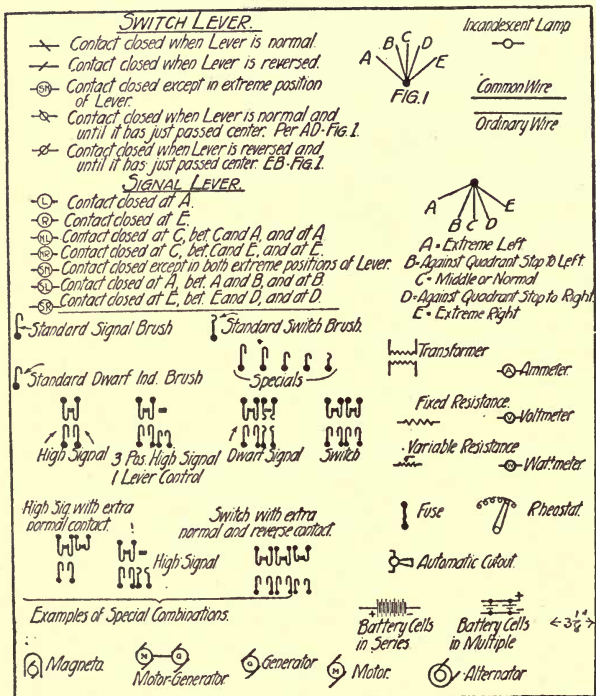 SWITCH LEVER.
Contact closed when Lever is normal.
Contact closed when Lever is reversed.
SM Contact closed except in extreme position
of Lever.
Contact closed when Lever is normal and
until it has just passed center. Per AD-Fig.1.
Contact closed when Lever is reversed and
until it has just passed center. EB-Fig.1.
A B C D E
FIG.1
Incandescent Lamp
Common Wire
Ordinary Wire
SIGNAL LEVER.
L Contact closed at A.
R Contact closed at E.
NL Contact closed at C, bet. C and A, and at A.
NR Contact closed at C, bet. C and E, and at E.
SM Contact closed except in both extreme positions of Lever.
SL Contact closed at A, bet. A and B, and at B.
SR Contact closed at E, bet. E and D, and at D.
A B C D E
A = Extreme Left
B = Against Quadrant Stop to Left
C = Middle or Normal
D = Against Quadrant Stop to Right
E = Extreme Right
Standard Signal Brush
Standard Switch Brush.
Standard Dwarf Ind. Brush
Specials
High Signal
3 Pos. High Signal
1 Lever Control
Dwarf Signal
Switch
High Sig with extra
normal contact.
High Signal
Switch with extra
normal and reverse contact.
Examples of Special Combinations.
Transformer
A Ammeter
Fixed Resistance.
V Voltmeter
Variable Resistance
W Wattmeter
Fuse
Rheostat.
Automatic Cutout.
+ -
Battery Cells
in Series
+ -
Battery Cells
in Multiple
Magneto
M G
Motor-Generator
G Generator
M Motor.
Alternator